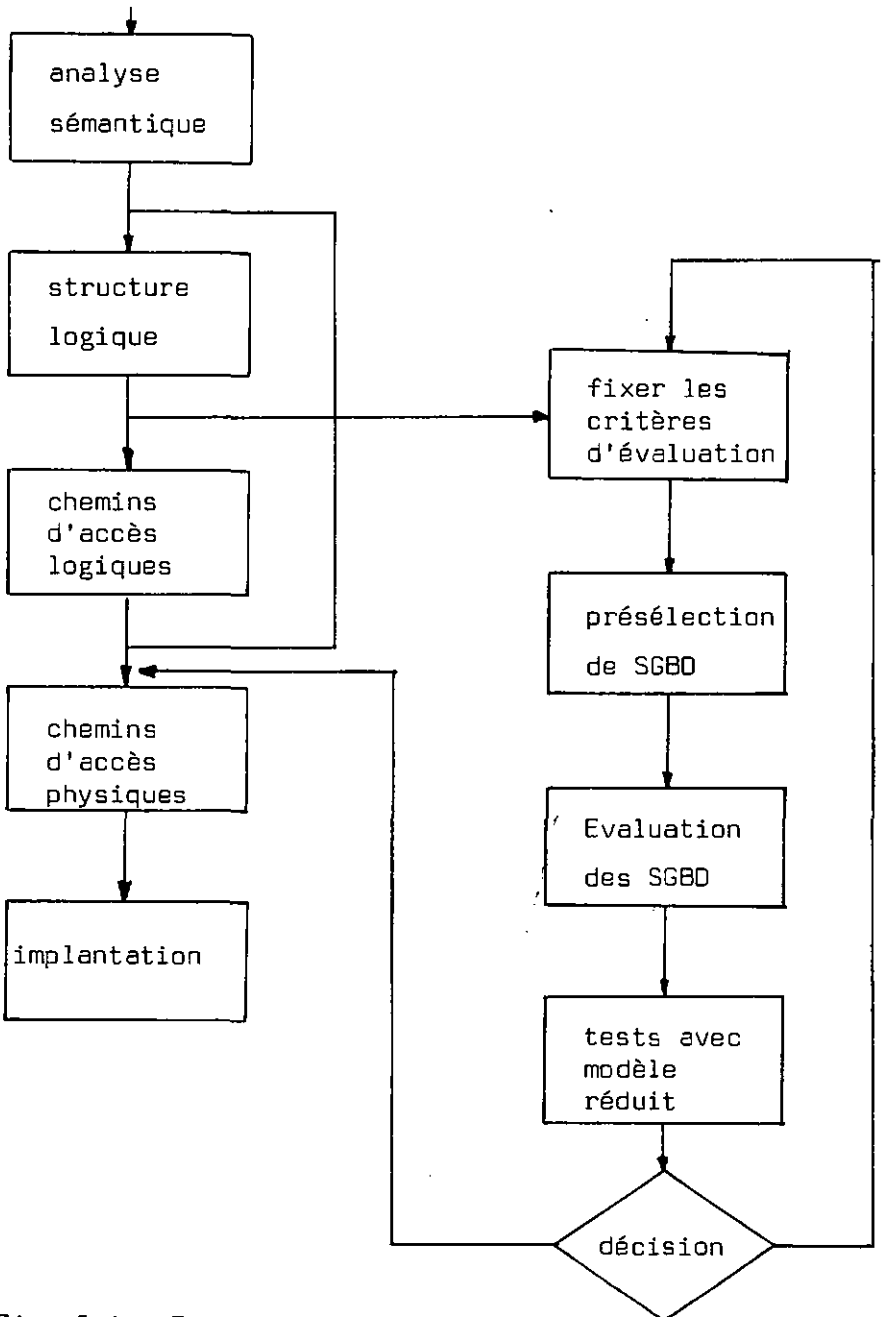 analyse
sémantique
structure
logique
chemins
d'accès
logiques
chemins
d'accès
physiques
implantation
fixer les
critères
d'évaluation
présélection
de SGBD
Evaluation
des SGBD
tests avec
modèle
réduit
décision